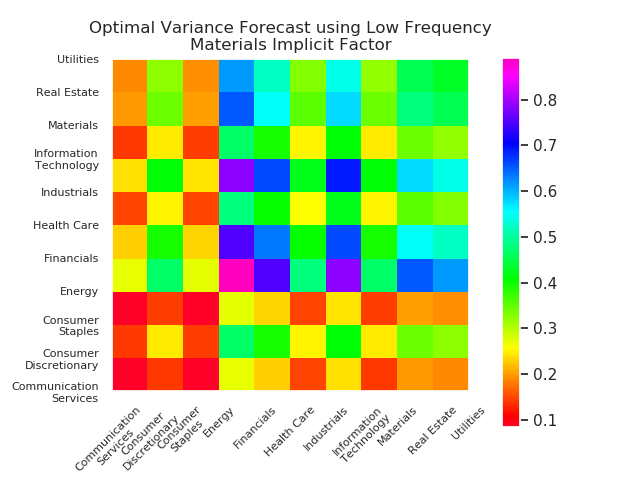 Optimal Variance Forecast using Low Frequency
Materials Implicit Factor
Utilities
Real Estate
Materials
Information
Technology
Industrials
Health Care
Financials
Energy
Consumer
Staples
Consumer
Discretionary
Communication
Services
0.8
0.7
0.6
0.5
0.4
0.3
0.2
0.1
Communication
Services
Consumer
Discretionary
Consumer
Staples
Energy
Financials
Health Care
Industrials
Information
Technology
Materials
Real Estate
Utilities